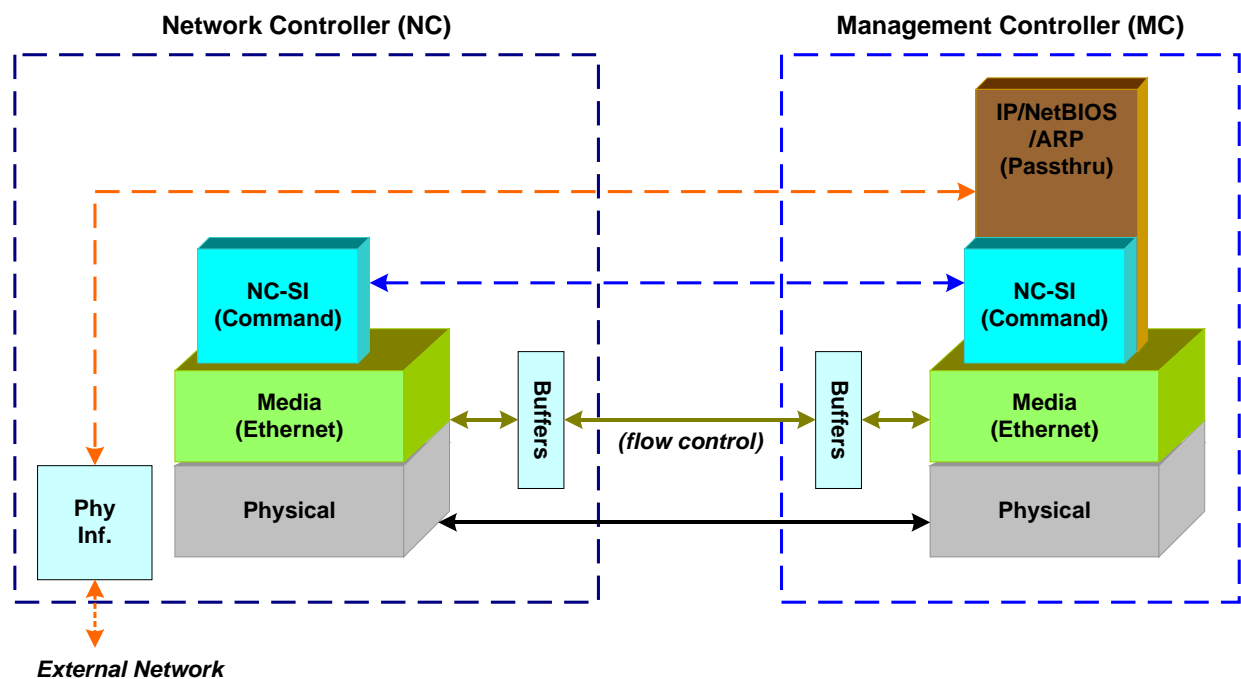 Network Controller (NC)
Management Controller (MC)
IP/NetBIOS
/ARP
(Passthru)
NC-SI
(Command)
NC-SI
(Command)
Media
(Ethernet)
Buffers
(flow control)
Buffers
Media
(Ethernet)
Phy
Inf.
Physical
Physical
External Network